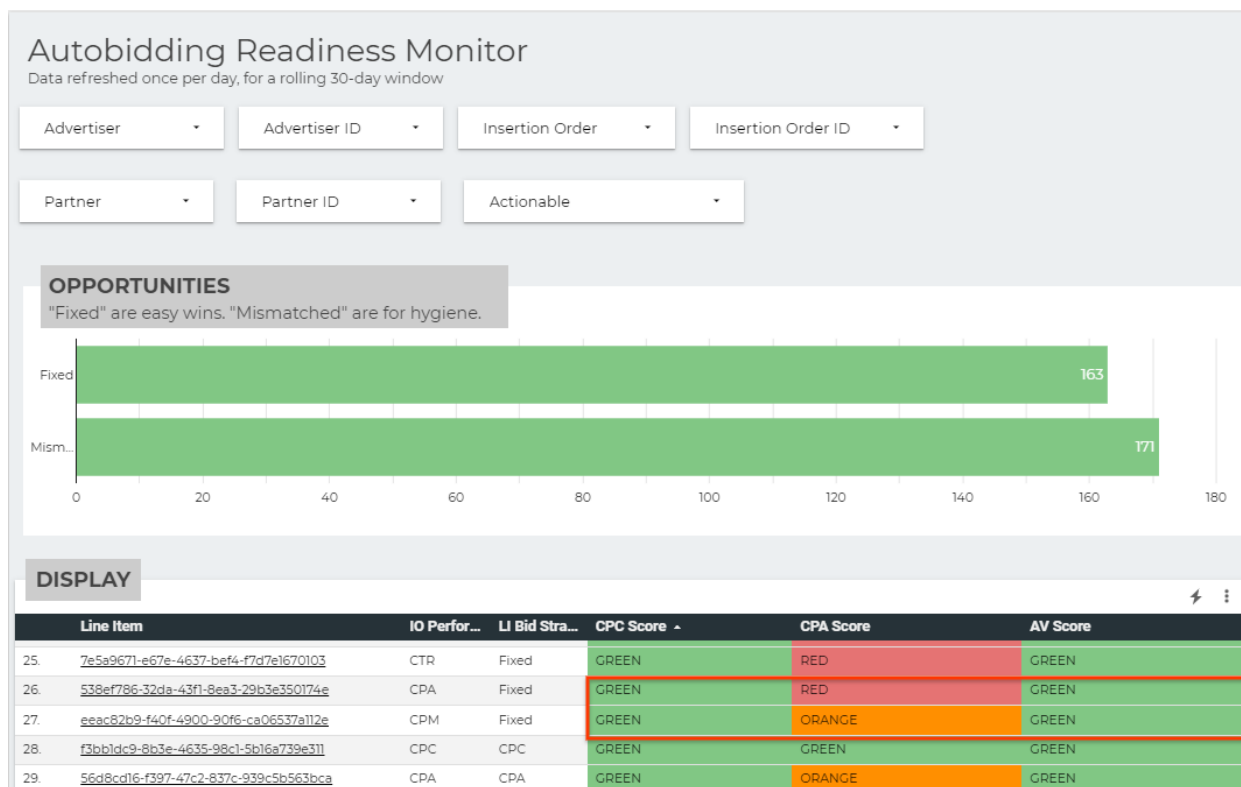 Autobidding Readiness Monitor
Data refreshed once per day, for a rolling 30-day window
Advertiser Advertiser ID Insertion Order Insertion Order ID
Partner Partner ID Actionable
OPPORTUNITIES
"Fixed" are easy wins. "Mismatched" are for hygiene.
Fixed 163
Mism... 171
0 20 40 60 80 100 120 140 160 180
DISPLAY
Line Item IO Perfor... LI Bid Stra... CPC Score CPA Score AV Score
25. 7e5a9671-e67e-4637-bef4-f7d7e1670103 CTR Fixed GREEN RED GREEN
26. 538ef786-32da-43f1-8ea3-29b3e350174e CPA Fixed GREEN RED GREEN
27. eeac82b9-f40f-4900-90f6-ca06537a112e CPM Fixed GREEN ORANGE GREEN
28. f3bb1dc9-8b3e-4635-98c1-5b16a739e311 CPC CPC GREEN GREEN GREEN
29. 56d8cd16-f397-47c2-837c-939c5b563bca CPA CPA GREEN ORANGE GREEN